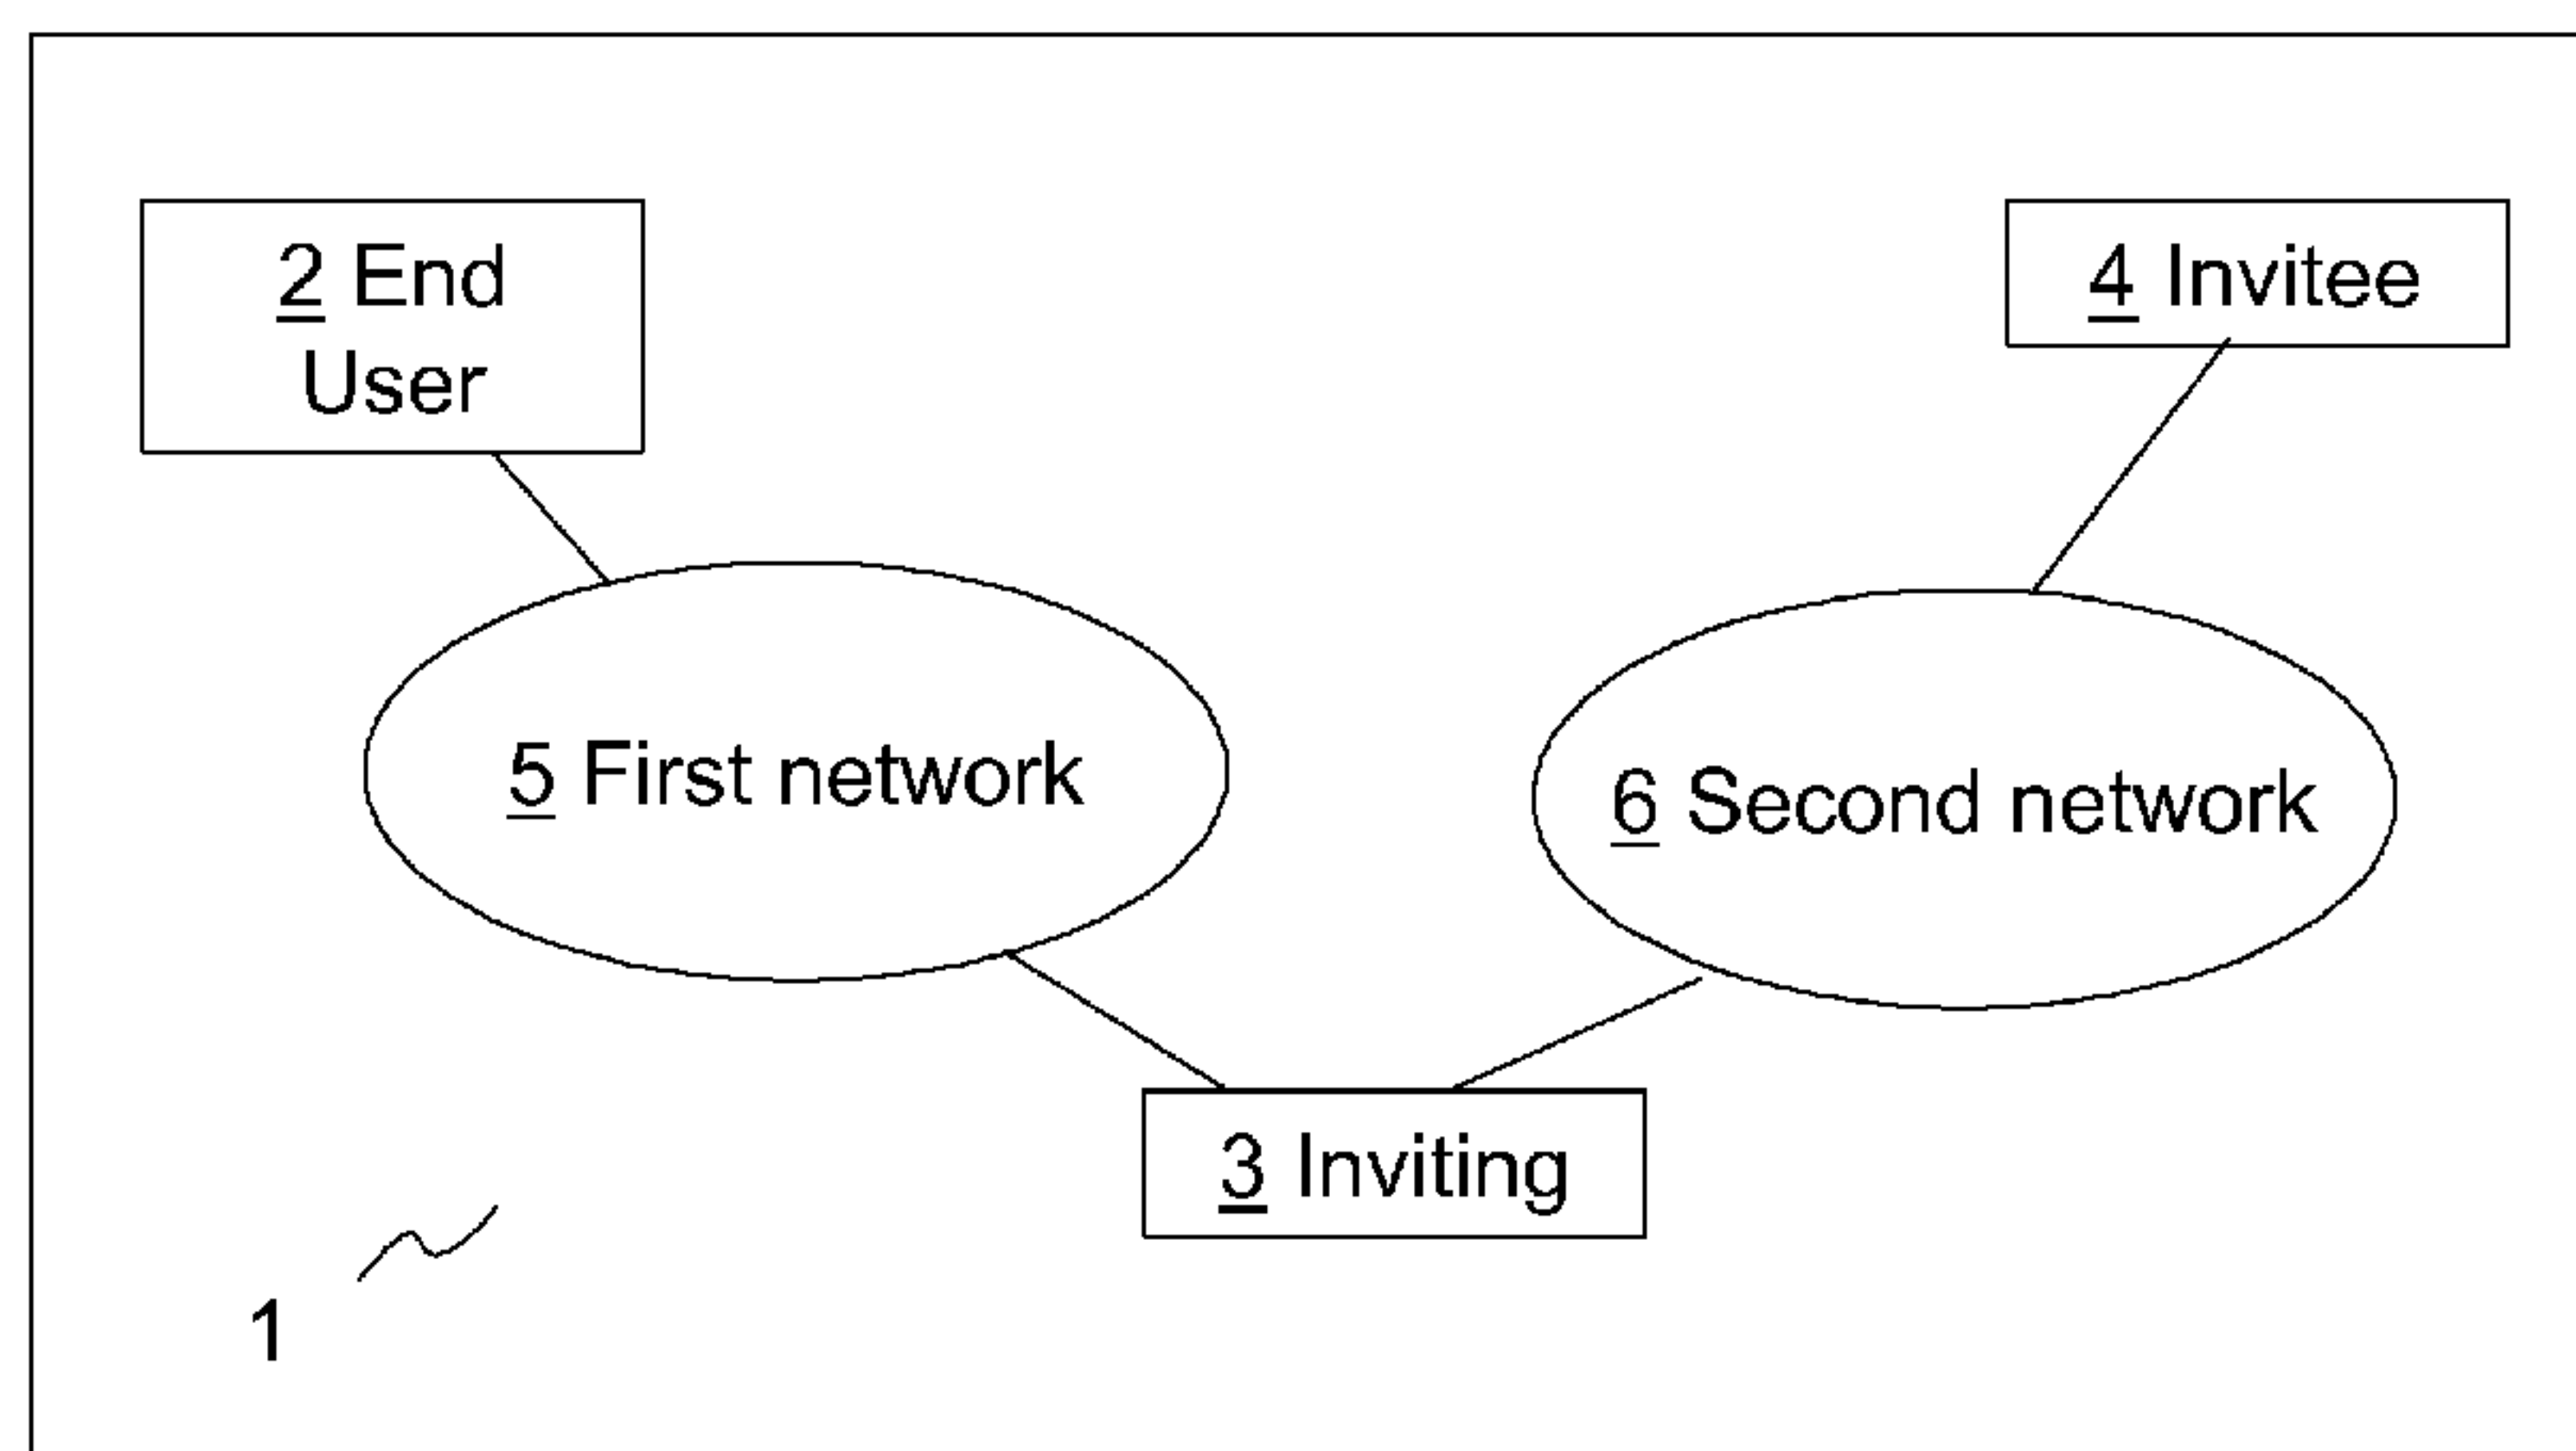 2 End
User
4 Invitee
5 First network
6 Second network
3 Inviting
1